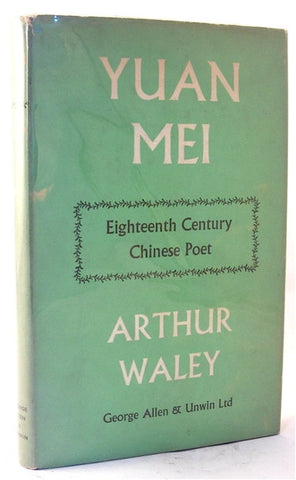 YUAN
MEI
Eighteenth Century
Chinese Poet
ARTHUR
WALEY
George Allen & Unwin Ltd